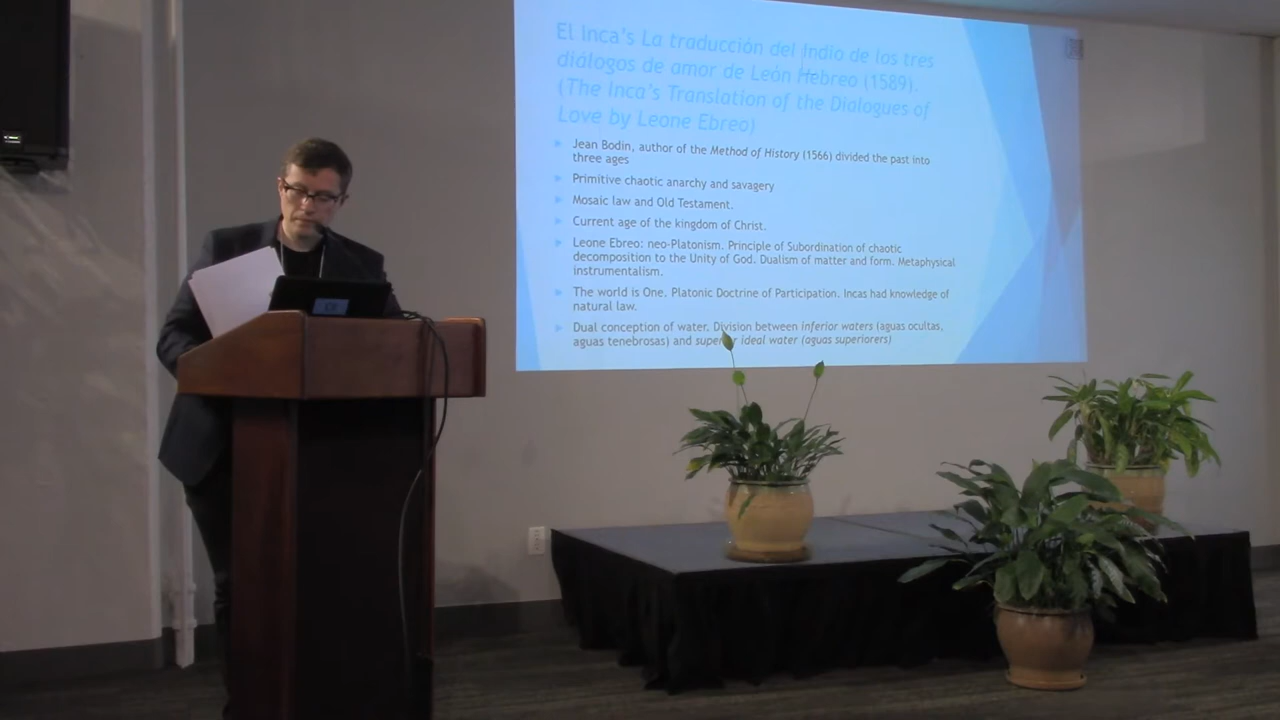 El Inca's La traducción del Indio de los tres
diálogos de amor de León Hebreo (1589).
(The Inca's Translation of the Dialogues of
Love by Leone Ebreo)
Jean Bodin, author of the Method of History (1566) divided the past into
three ages
Primitive chaotic anarchy and savagery
Mosaic law and Old Testament.
Current age of the kingdom of Christ.
Leone Ebreo: neo-Platonism. Principle of Subordination of chaotic
decomposition to the Unity of God. Dualism of matter and form. Metaphysical
instrumentalism.
The world is One. Platonic Doctrine of Participation. Incas had knowledge of
natural law.
Dual conception of water. Division between inferior waters (aguas ocultas,
aguas tenebrosas) and superior ideal water (aguas superiorers)